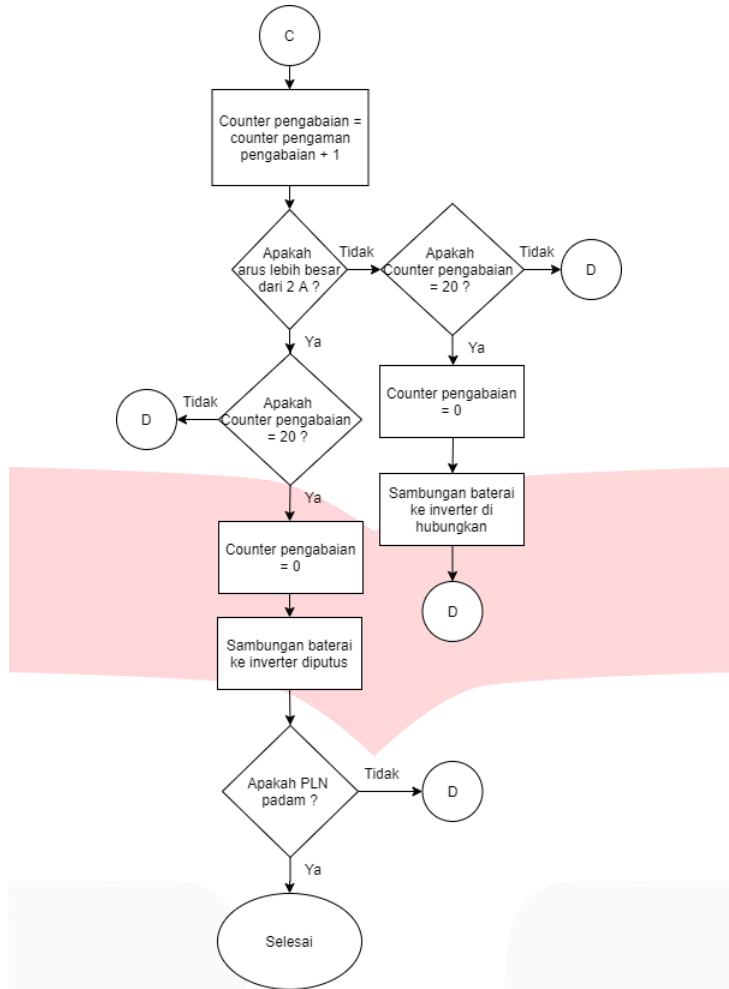 C
Counter pengabaian =
counter pengaman
pengabaian + 1
Apakah
arus lebih besar
dari 2 A ?
Tidak
Apakah
Counter pengabaian
= 20 ?
Tidak
D
Ya
Ya
Counter pengabaian
= 0
Apakah
Counter pengabaian
= 20 ?
Tidak
D
Sambungan baterai
ke inverter di
hubungkan
Ya
Counter pengabaian
= 0
D
Sambungan baterai
ke inverter diputus
Apakah PLN
padam ?
Tidak
D
Ya
Selesai